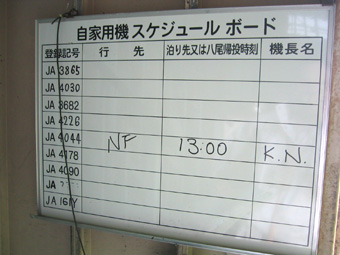 自家用機 スケジュール ボード
登録記号 行先 泊り先又は八尾帰投時刻 機長名
JA 3865
JA 4030
JA 3682
JA 4226
JA 4044
JA 4178 NF 13:00 K.N.
JA 4090
JA
JA 161Y